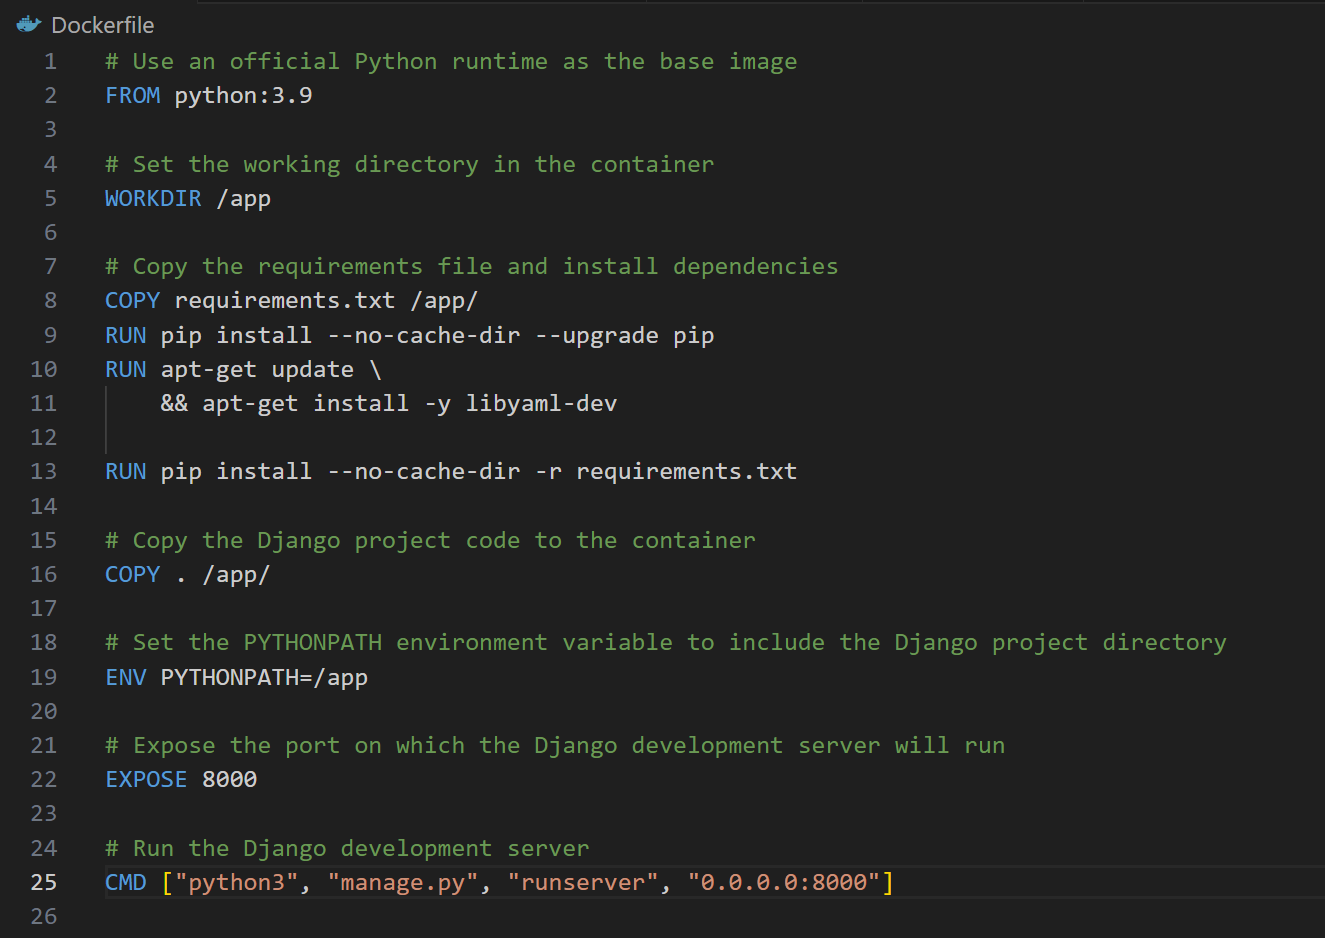 Dockerfile
1 # Use an official Python runtime as the base image
2 FROM python:3.9
3
4 # Set the working directory in the container
5 WORKDIR /app
6
7 # Copy the requirements file and install dependencies
8 COPY requirements.txt /app/
9 RUN pip install --no-cache-dir --upgrade pip
10 RUN apt-get update \
11     && apt-get install -y libyaml-dev
12
13 RUN pip install --no-cache-dir -r requirements.txt
14
15 # Copy the Django project code to the container
16 COPY . /app/
17
18 # Set the PYTHONPATH environment variable to include the Django project directory
19 ENV PYTHONPATH=/app
20
21 # Expose the port on which the Django development server will run
22 EXPOSE 8000
23
24 # Run the Django development server
25 CMD ["python3", "manage.py", "runserver", "0.0.0.0:8000"]
26